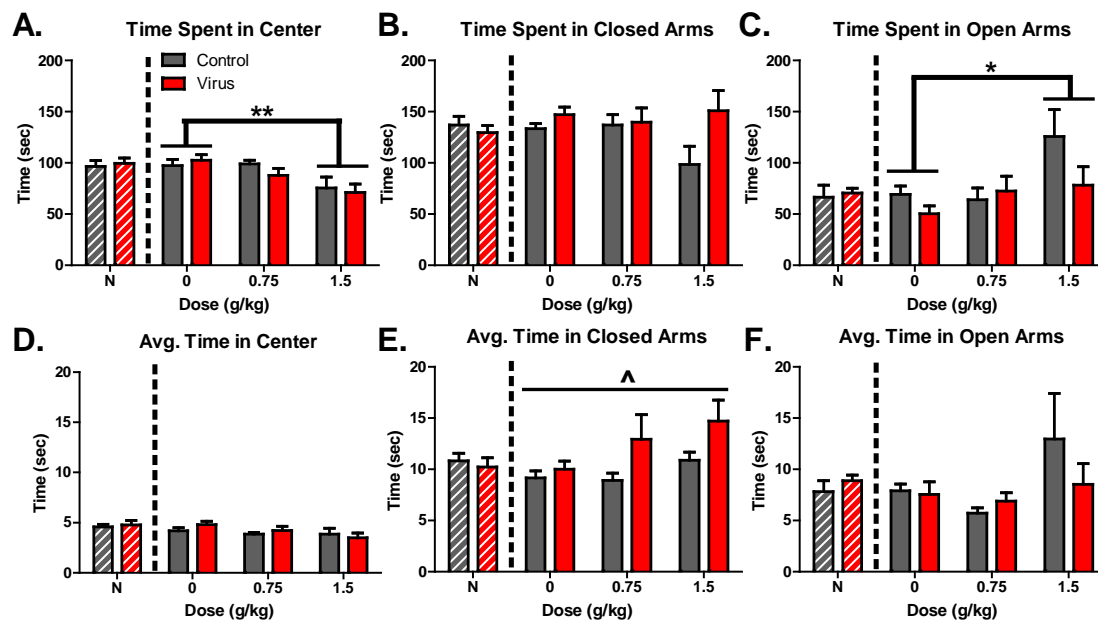 A.
Time Spent in Center
Time (sec)
200
150
100
50
0
Control
Virus
**
N
0
0.75
1.5
Dose (g/kg)
B.
Time Spent in Closed Arms
Time (sec)
200
150
100
50
0
N
0
0.75
1.5
Dose (g/kg)
C.
Time Spent in Open Arms
Time (sec)
200
150
100
50
0
*
N
0
0.75
1.5
Dose (g/kg)
D.
Avg. Time in Center
Time (sec)
20
15
10
5
0
N
0
0.75
1.5
Dose (g/kg)
E.
Avg. Time in Closed Arms
Time (sec)
20
15
10
5
0
^
N
0
0.75
1.5
Dose (g/kg)
F.
Avg. Time in Open Arms
Time (sec)
20
15
10
5
0
N
0
0.75
1.5
Dose (g/kg)